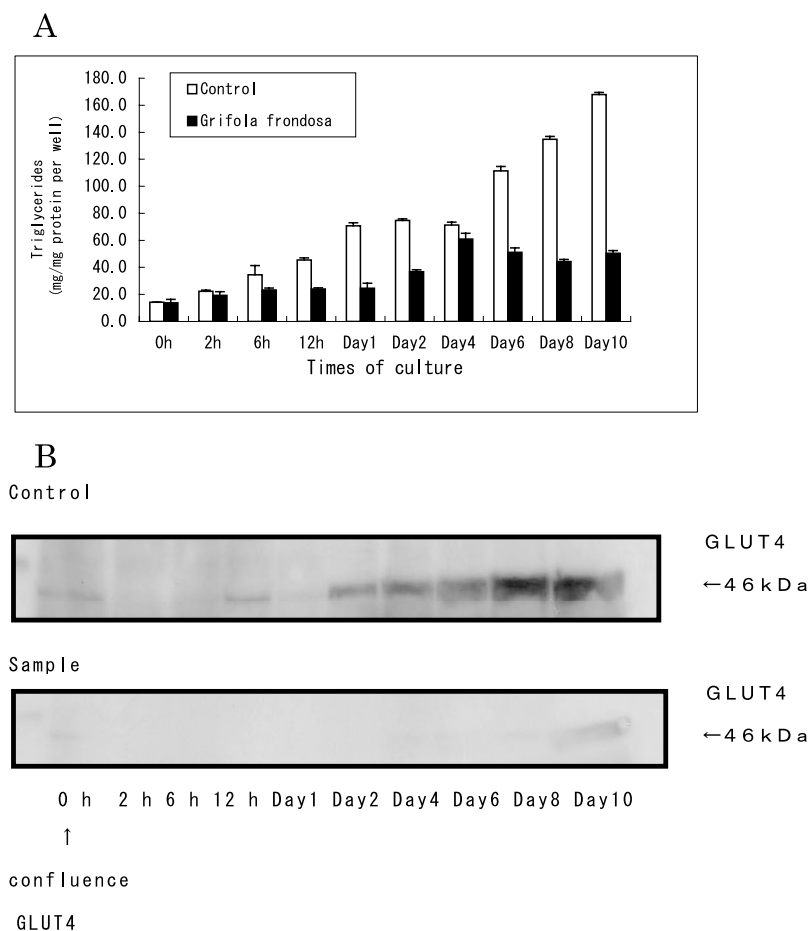 A
180.0
160.0
140.0
120.0
100.0
80.0
60.0
40.0
20.0
0.0
Triglycerides
(mg/mg protein per well)
Control
Grifola frondosa
0h 2h 6h 12h Day1 Day2 Day4 Day6 Day8 Day10
Times of culture
B
Control
GLUT4
←46kDa
Sample
GLUT4
←46kDa
0 h 2 h 6 h 12 h Day1 Day2 Day4 Day6 Day8 Day10
↑
confluence
GLUT4